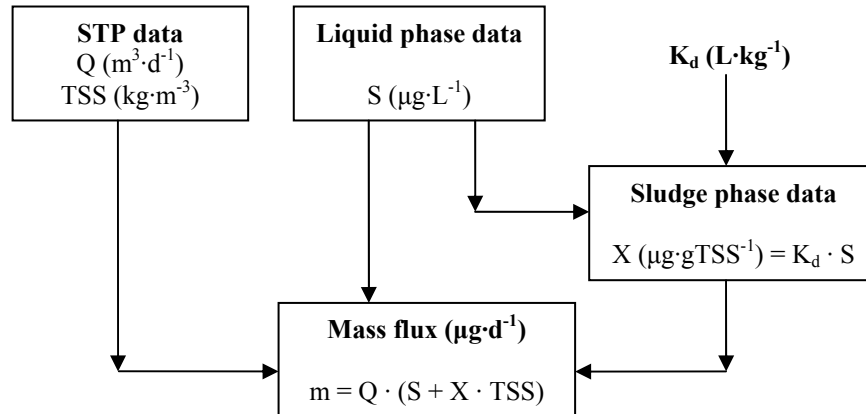 STP data
Q (m³·d⁻¹)
TSS (kg·m⁻³)
Liquid phase data
S (µg·L⁻¹)
K_d (L·kg⁻¹)
Sludge phase data
X (µg·gTSS⁻¹) = K_d · S
Mass flux (µg·d⁻¹)
m = Q · (S + X · TSS)